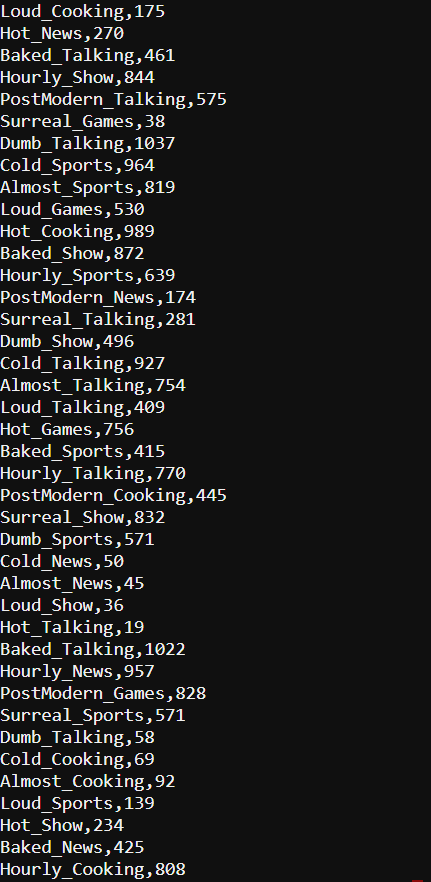 Loud_Cooking,175
Hot_News,270
Baked_Talking,461
Hourly_Show,844
PostModern_Talking,575
Surreal_Games,38
Dumb_Talking,1037
Cold_Sports,964
Almost_Sports,819
Loud_Games,530
Hot_Cooking,989
Baked_Show,872
Hourly_Sports,639
PostModern_News,174
Surreal_Talking,281
Dumb_Show,496
Cold_Talking,927
Almost_Talking,754
Loud_Talking,409
Hot_Games,756
Baked_Sports,415
Hourly_Talking,770
PostModern_Cooking,445
Surreal_Show,832
Dumb_Sports,571
Cold_News,50
Almost_News,45
Loud_Show,36
Hot_Talking,19
Baked_Talking,1022
Hourly_News,957
PostModern_Games,828
Surreal_Sports,571
Dumb_Talking,58
Cold_Cooking,69
Almost_Cooking,92
Loud_Sports,139
Hot_Show,234
Baked_News,425
Hourly_Cooking,808